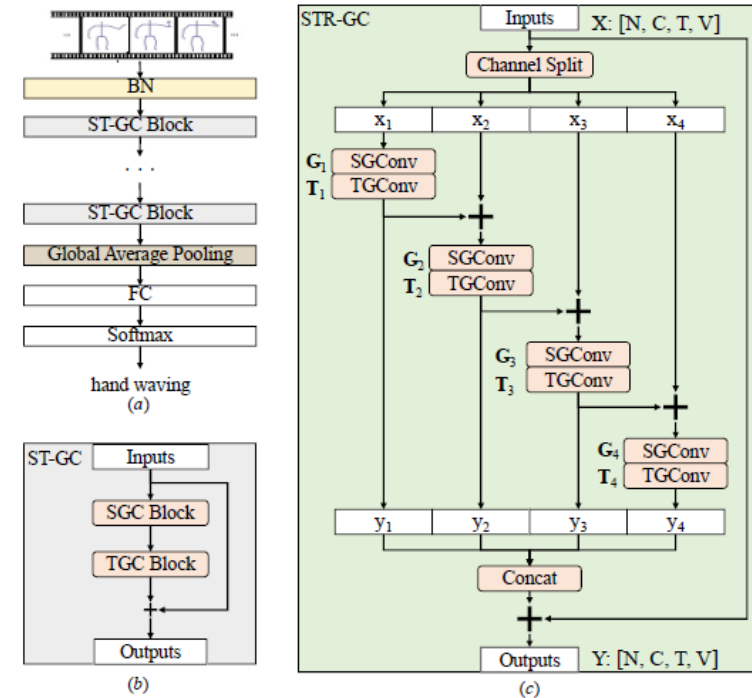 BN
ST-GC Block
. . .
ST-GC Block
Global Average Pooling
FC
Softmax
hand waving
(a)
ST-GC
Inputs
SGC Block
TGC Block
+
Outputs
(b)
STR-GC
Inputs
X: [N, C, T, V]
Channel Split
x₁ x₂ x₃ x₄
G₁ SGConv
T₁ TGConv
+
G₂ SGConv
T₂ TGConv
+
G₃ SGConv
T₃ TGConv
+
G₄ SGConv
T₄ TGConv
y₁ y₂ y₃ y₄
Concat
+
Outputs
Y: [N, C, T, V]
(c)